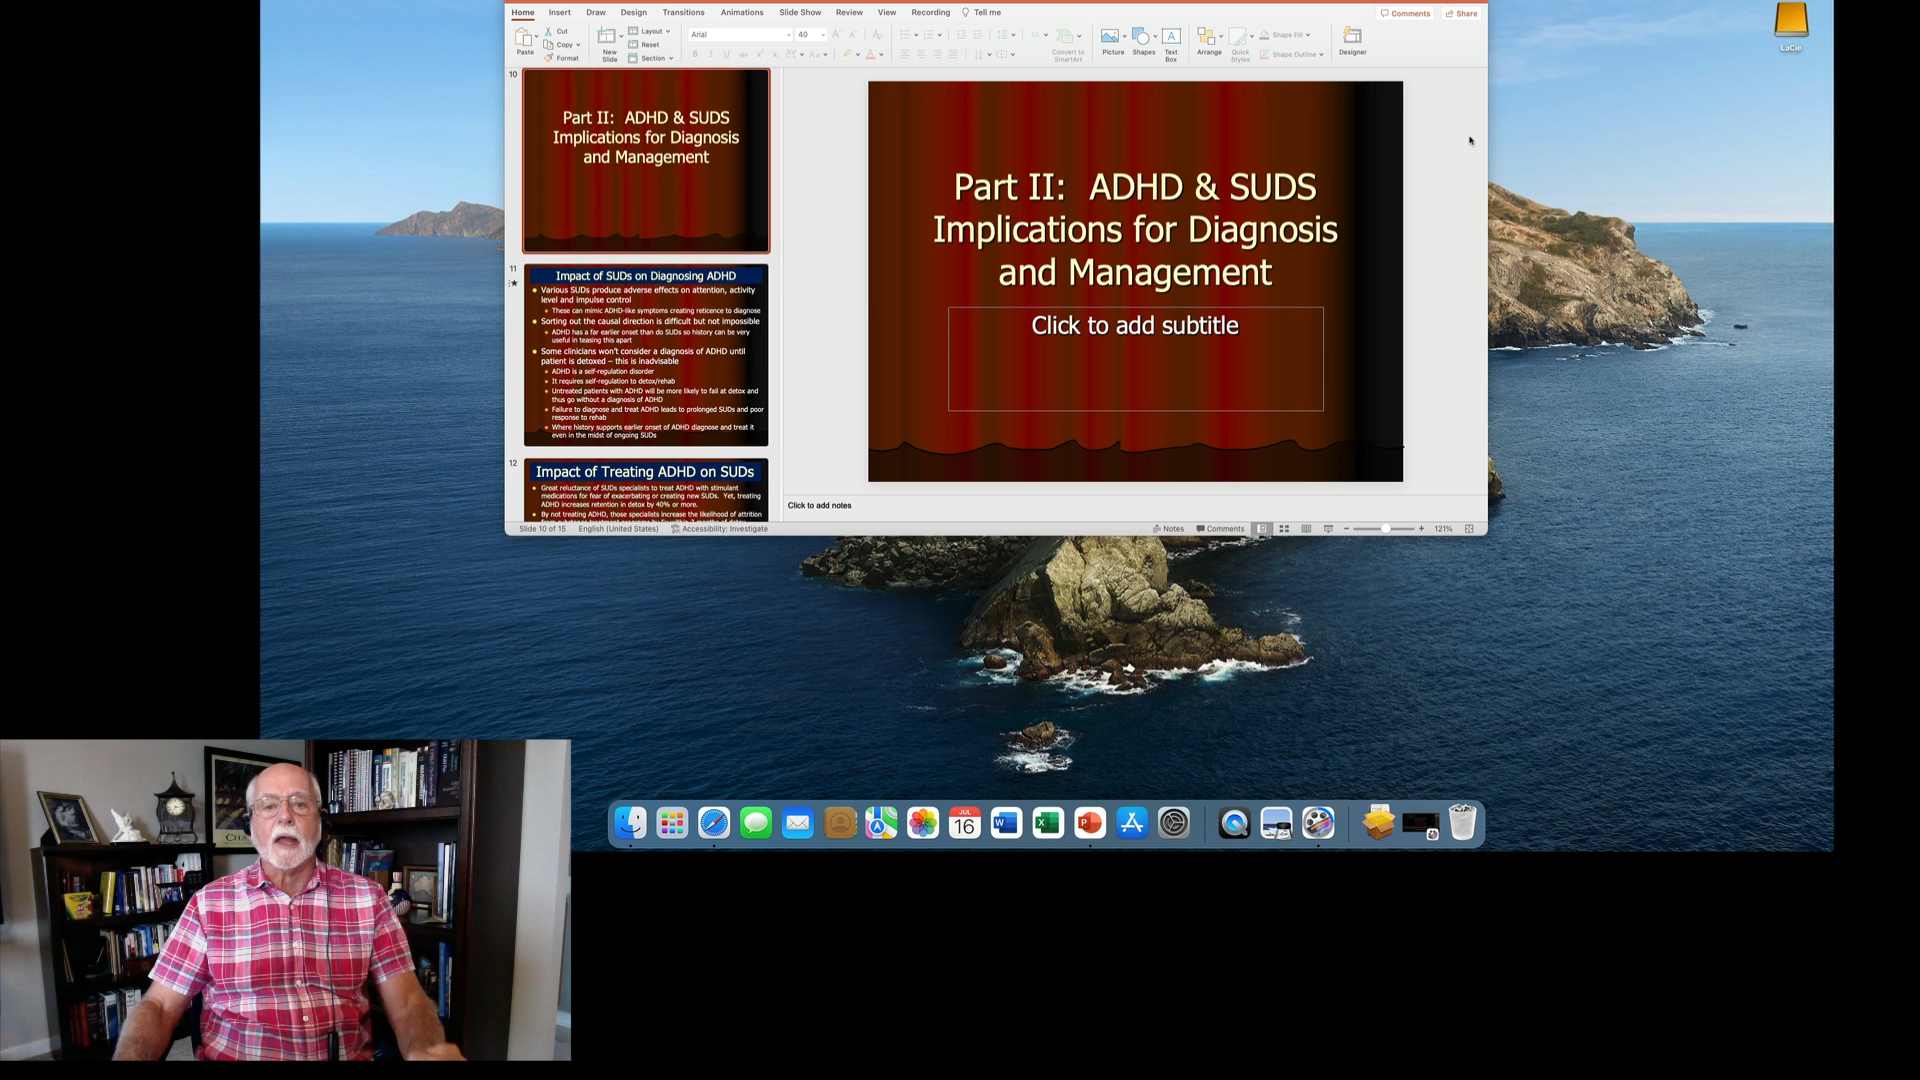 Home Insert Draw Design Transitions Animations Slide Show Review View Recording Tell me
Comments Share
Paste
Cut
Copy
Format
New Slide
Layout
Reset
Section
Arial 40
Convert to SmartArt
Picture
Shapes
Text Box
Arrange
Quick Styles
Shape Fill
Shape Outline
Designer
LaCie
10
Part II: ADHD & SUDS
Implications for Diagnosis
and Management
11
Impact of SUDs on Diagnosing ADHD
Various SUDs produce adverse effects on attention, activity
level and impulse control
These can mimic ADHD-like symptoms creating reticence to diagnose
Sorting out the causal direction is difficult but not impossible
ADHD has a far earlier onset than do SUDs so history can be very
useful in teasing this apart
Some clinicians won't consider a diagnosis of ADHD until
patient is detoxed – this is inadvisable
ADHD is a self-regulation disorder
It requires self-regulation to detox/rehab
Untreated patients with ADHD will be more likely to fail at detox and
thus go without a diagnosis of ADHD
Failure to diagnose and treat ADHD leads to prolonged SUDs and poor
response to rehab
Where history supports earlier onset of ADHD diagnose and treat it
even in the midst of ongoing SUDs
12
Impact of Treating ADHD on SUDs
Great reluctance of SUDs specialists to treat ADHD with stimulant
medications for fear of exacerbating or creating new SUDs. Yet, treating
ADHD increases retention in detox by 40% or more.
By not treating ADHD, those specialists increase the likelihood of attrition
Part II: ADHD & SUDS
Implications for Diagnosis
and Management
Click to add subtitle
Click to add notes
Slide 10 of 15 English (United States) Accessibility: Investigate
Notes Comments 121%
JUL
16